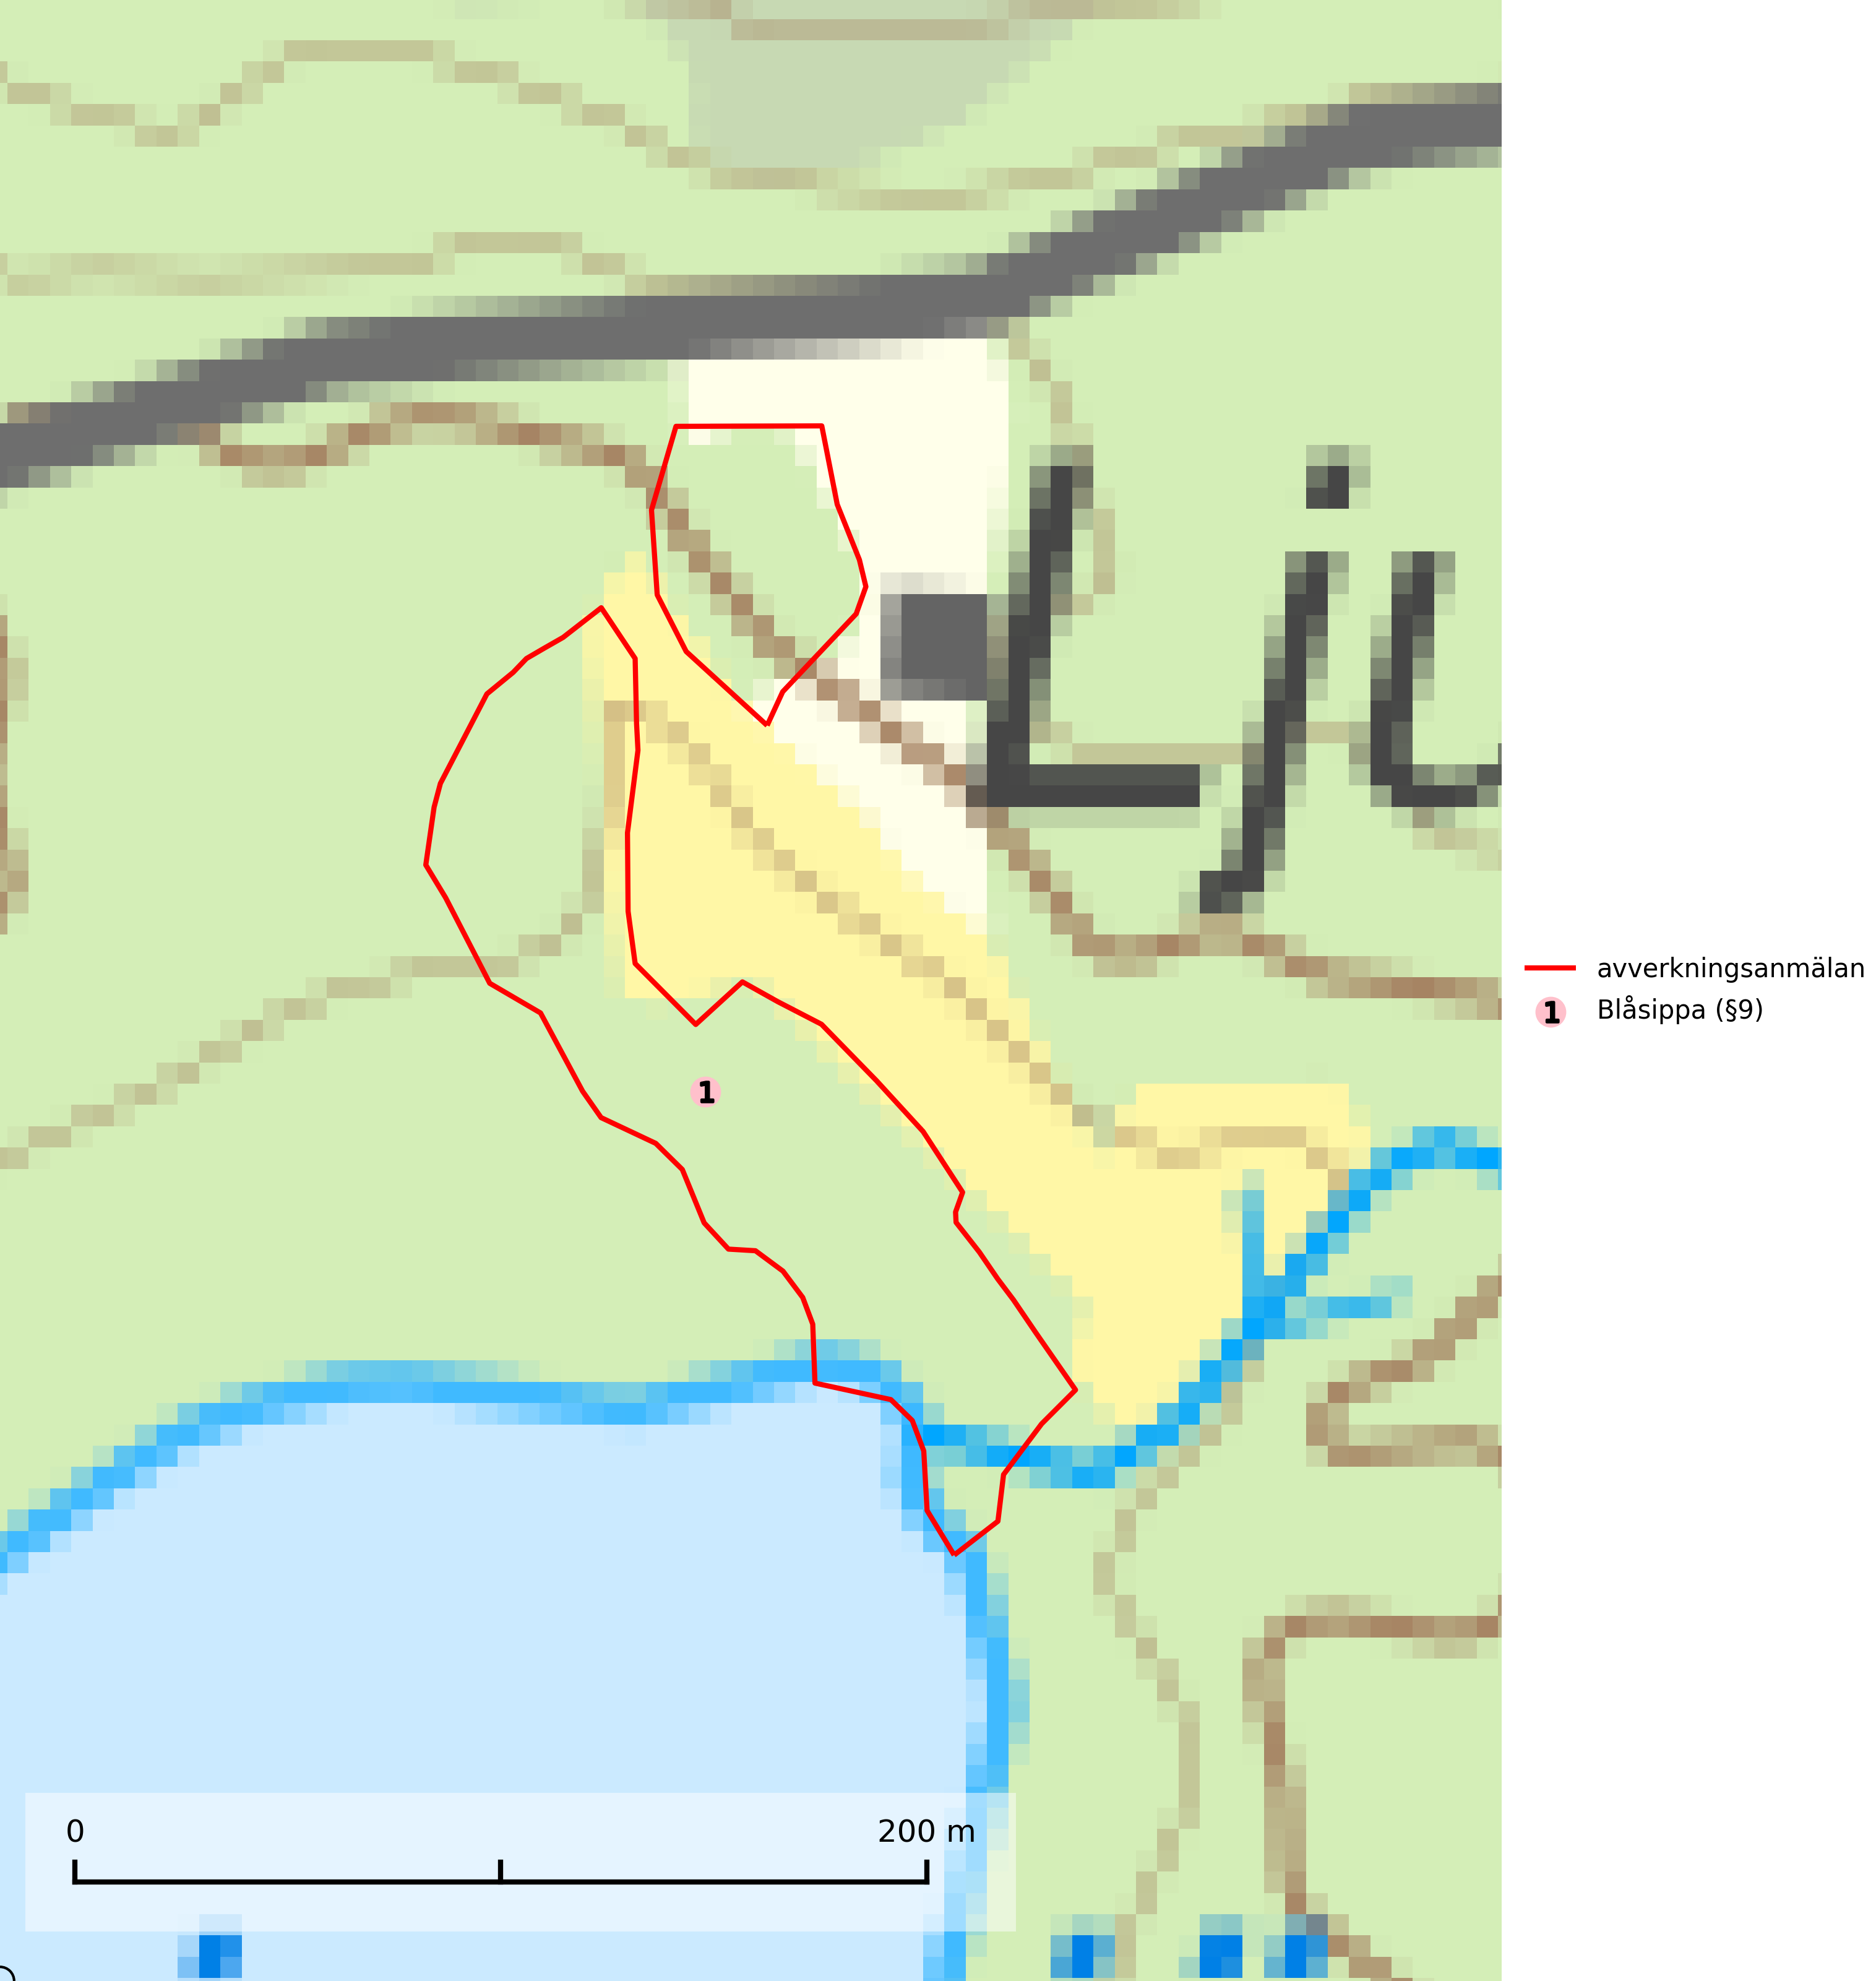 avverkningsanmälan
1 Blåsippa (§9)
1
0 200 m